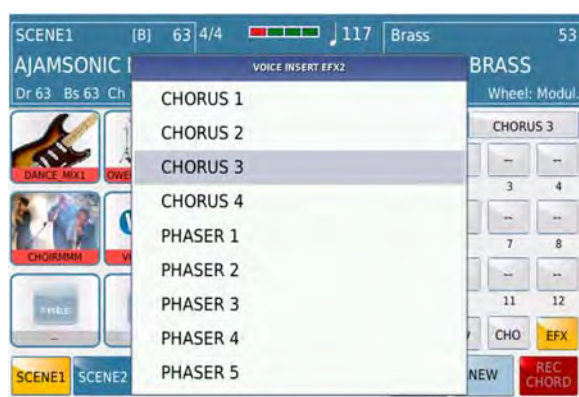 SCENE1 [B] 63 4/4 117 Brass 53
AJAMSONIC BRASS
Dr 63 Bs 63 Ch Wheel: Modul.
VOICE INSERT EFX2
CHORUS 1
CHORUS 2
CHORUS 3
CHORUS 4
PHASER 1
PHASER 2
PHASER 3
PHASER 4
PHASER 5
DANCE_MIX1
CHOIRMMM
FREE
--
CHORUS 3
-- --
3 4
-- --
7 8
-- --
11 12
CHO EFX
SCENE1 SCENE2 NEW REC CHORD